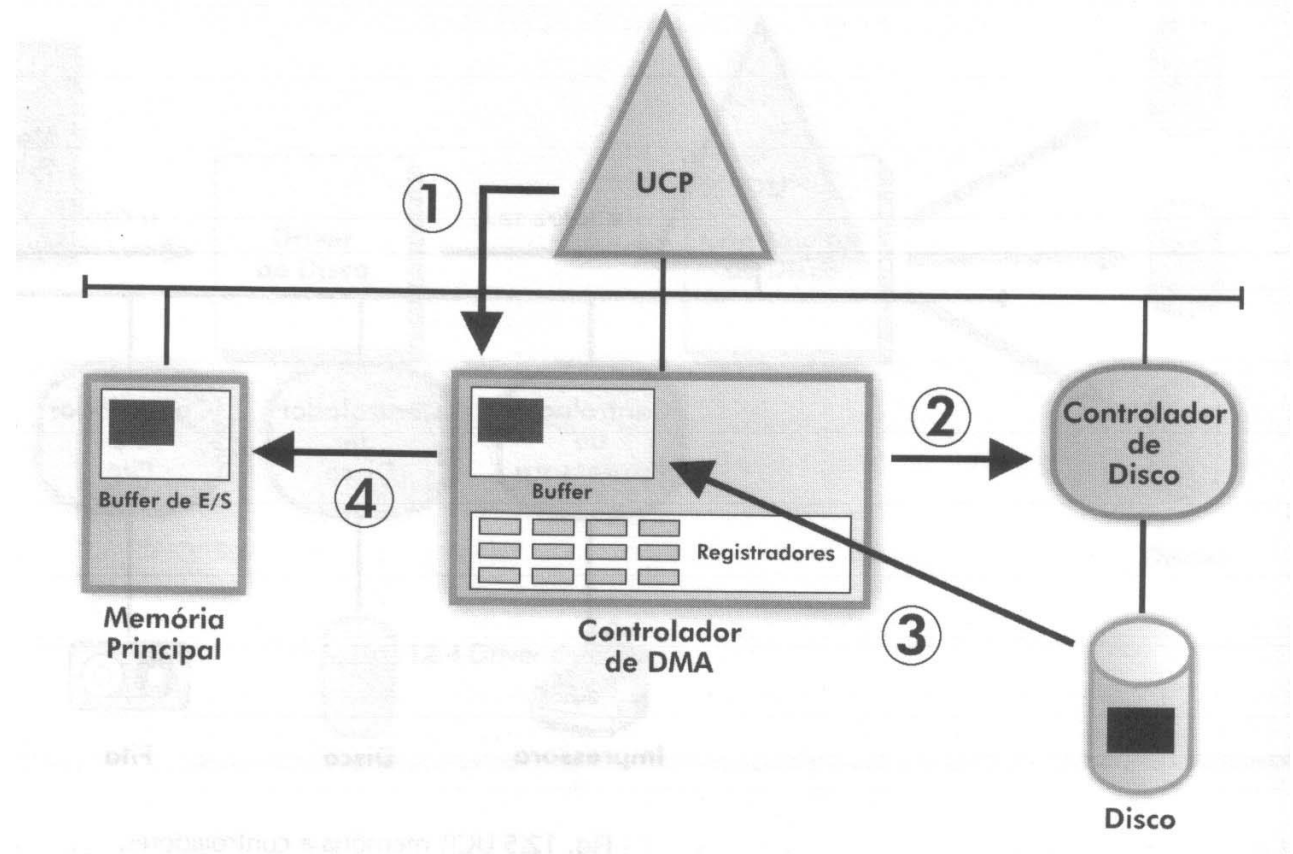 UCP
1
2
Controlador
de
Disco
Buffer de E/S
4
Buffer
Registradores
Memória
Principal
Controlador
de DMA
3
Disco